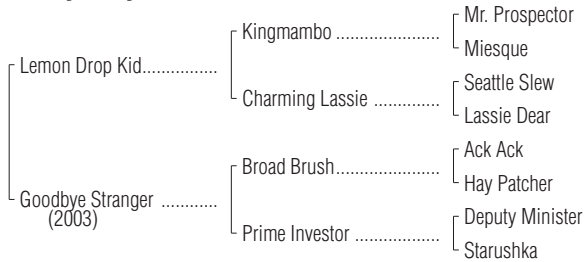 Mr. Prospector
Kingmambo ......................
Miesque
Lemon Drop Kid...............
Seattle Slew
Charming Lassie ..............
Lassie Dear
Ack Ack
Broad Brush......................
Hay Patcher
Goodbye Stranger ............
(2003)
Deputy Minister
Prime Investor ..................
Starushka